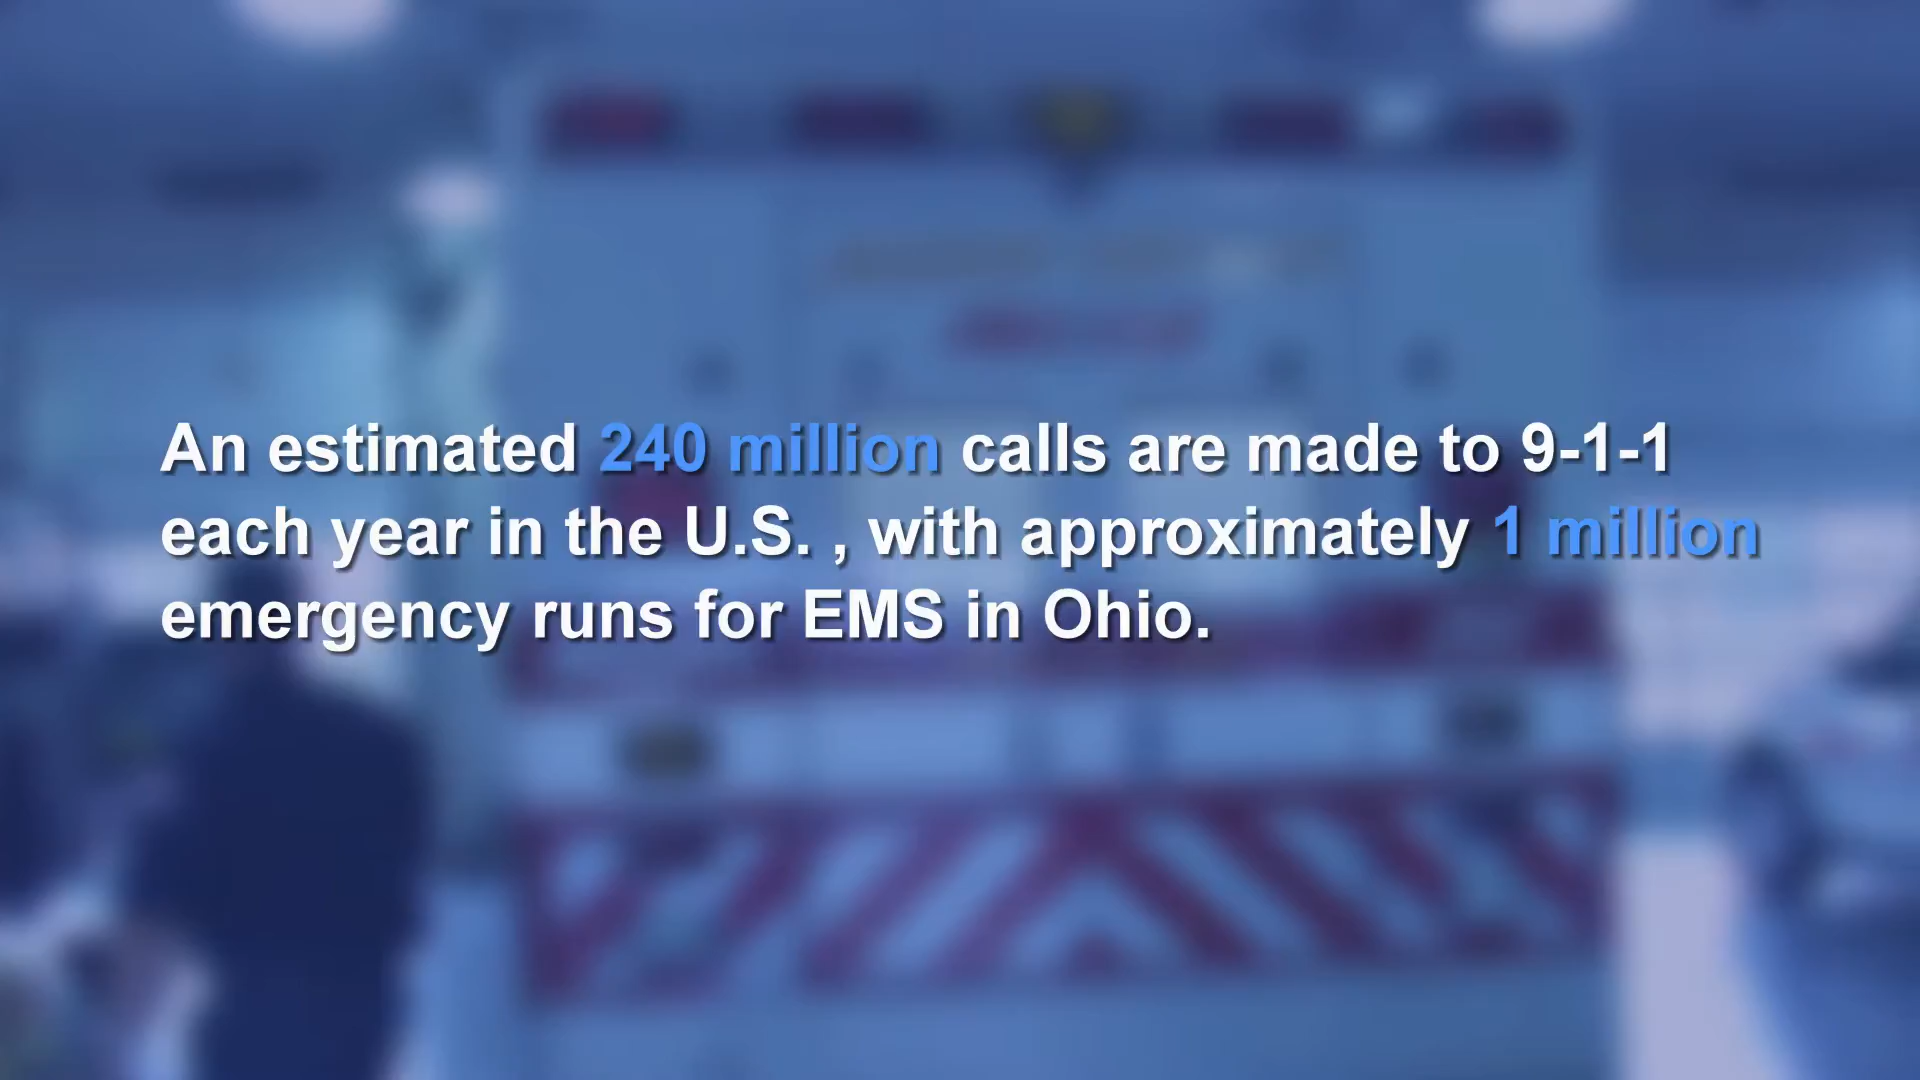 An estimated 240 million calls are made to 9-1-1
each year in the U.S. , with approximately 1 million
emergency runs for EMS in Ohio.